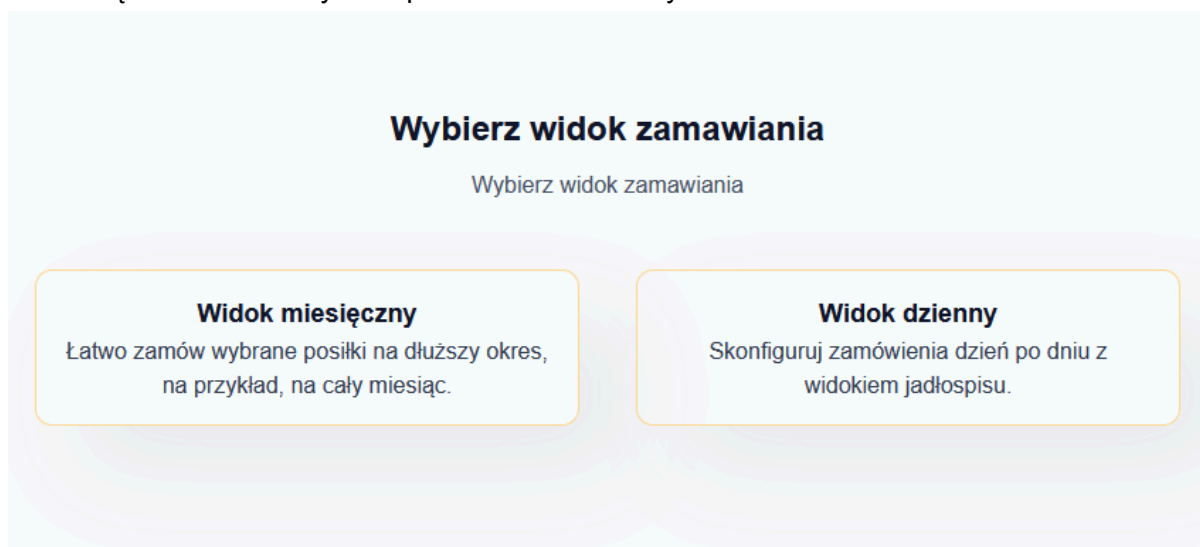 Wybierz widok zamawiania
Wybierz widok zamawiania
Widok miesięczny
Łatwo zamów wybrane posiłki na dłuższy okres,
na przykład, na cały miesiąc.
Widok dzienny
Skonfiguruj zamówienia dzień po dniu z
widokiem jadłospisu.